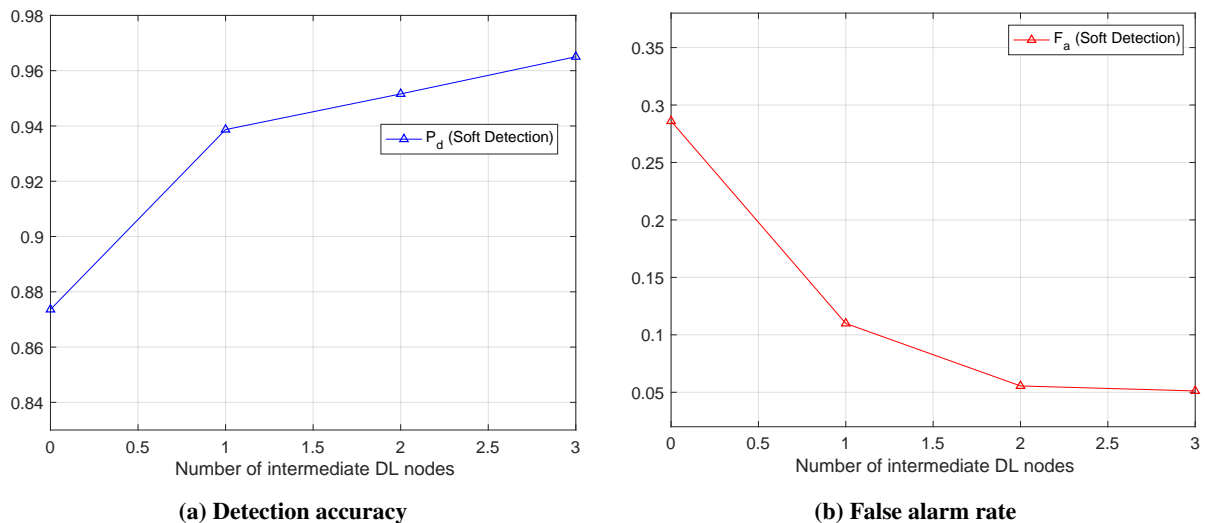 0.98
0.96
0.94
0.92
0.9
0.88
0.86
0.84
P_d (Soft Detection)
0 0.5 1 1.5 2 2.5 3
Number of intermediate DL nodes
(a) Detection accuracy
0.35
0.3
0.25
0.2
0.15
0.1
0.05
F_a (Soft Detection)
0 0.5 1 1.5 2 2.5 3
Number of intermediate DL nodes
(b) False alarm rate